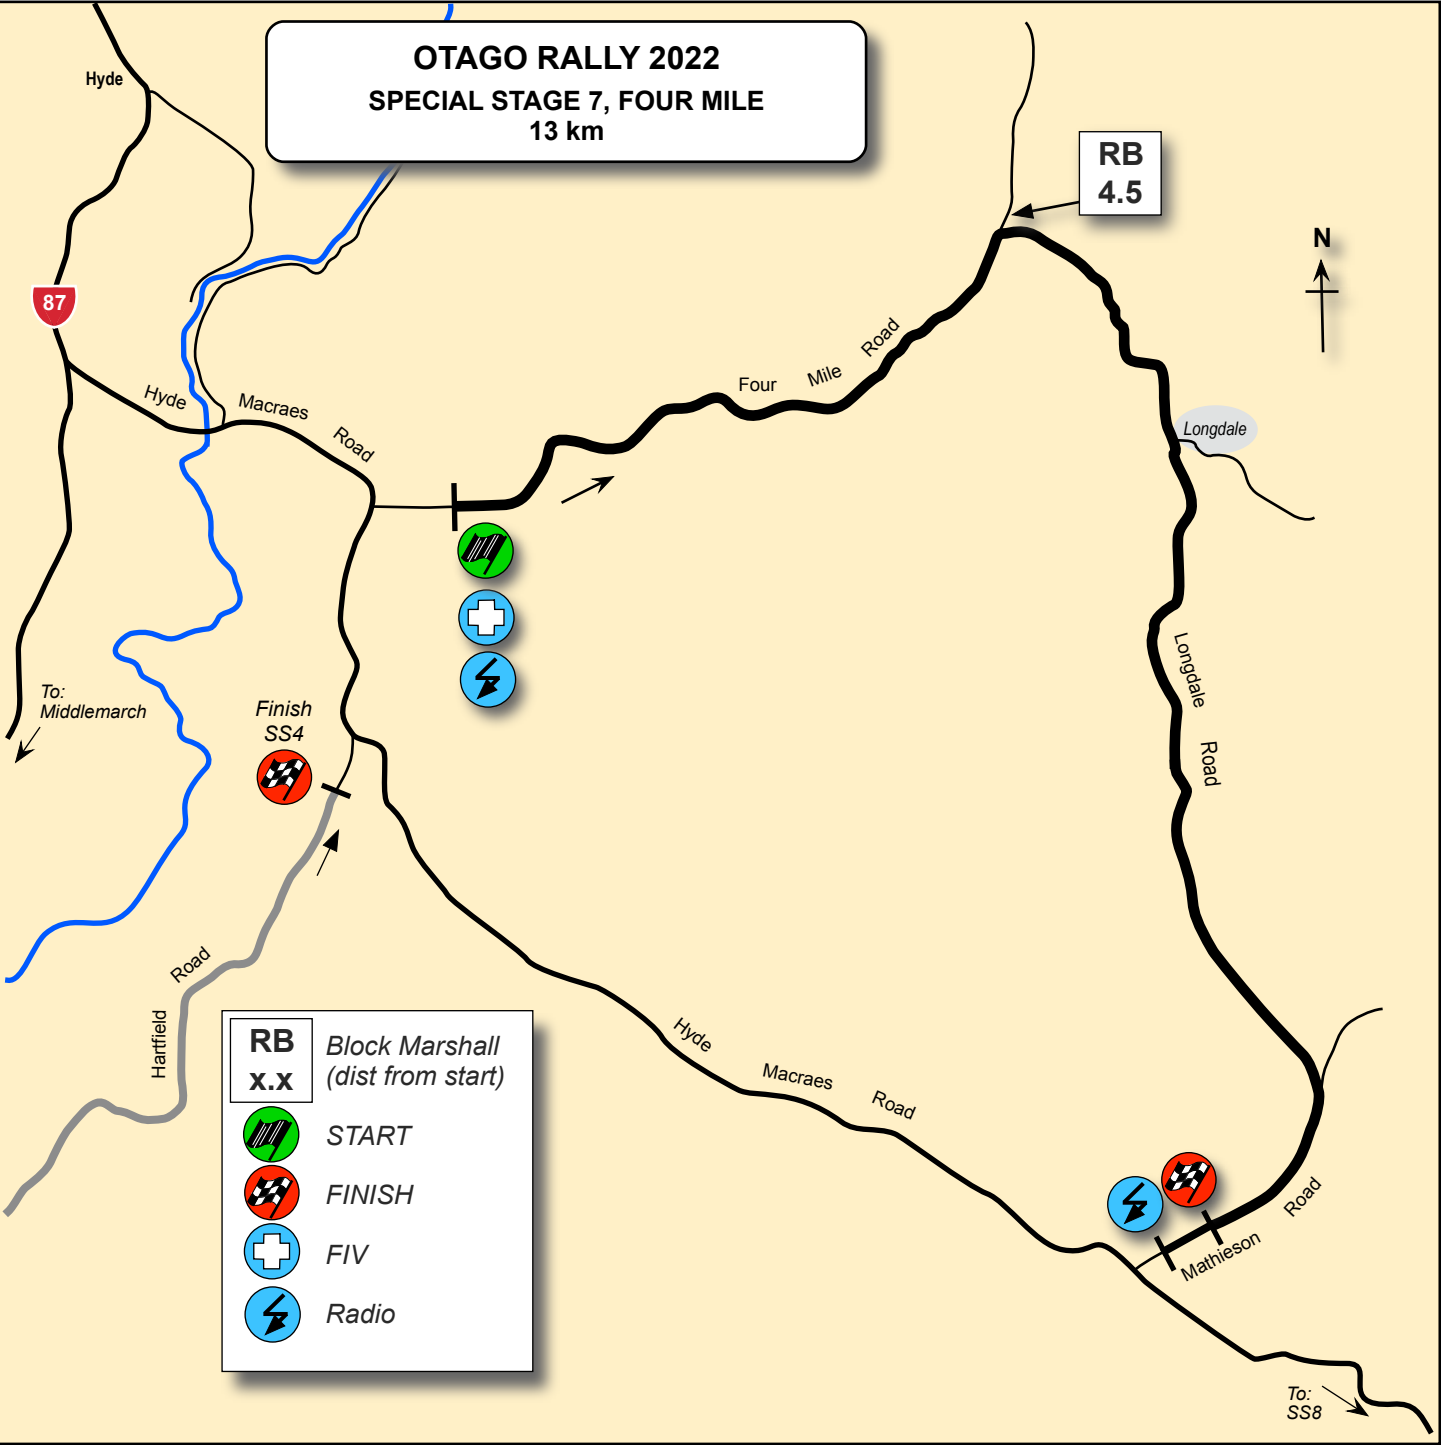 OTAGO RALLY 2022
SPECIAL STAGE 7, FOUR MILE
13 km
Hyde
RB
4.5
N
87
Four Mile Road
Hyde Macraes Road
Longdale
Longdale Road
To:
Middlemarch
Finish
SS4
Hartfield Road
Hyde Macraes Road
Mathieson Road
To:
SS8
RB
x.x
Block Marshall
(dist from start)
START
FINISH
FIV
Radio